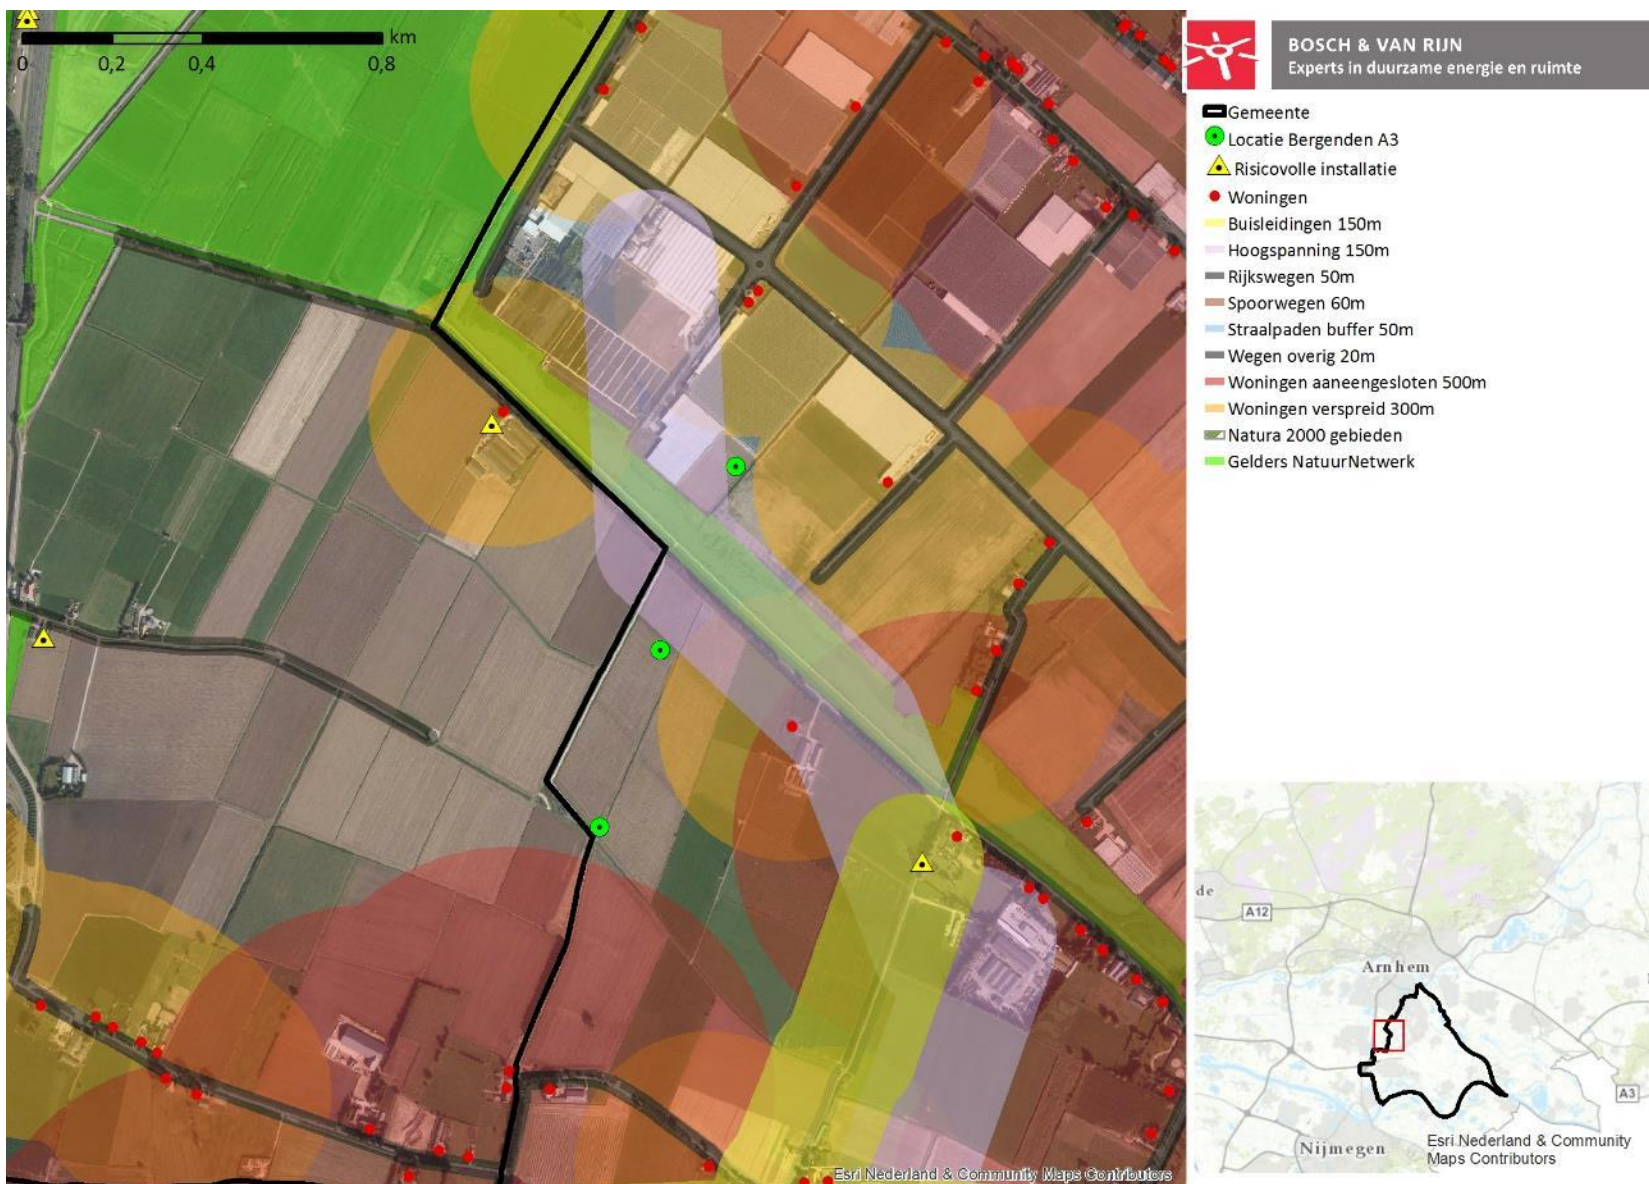 km
0 0,2 0,4 0,8
BOSCH & VAN RIJN
Experts in duurzame energie en ruimte
Gemeente
Locatie Bergenden A3
Risicovolle installatie
Woningen
Buisleidingen 150m
Hoogspanning 150m
Rijkswegen 50m
Spoorwegen 60m
Straalpaden buffer 50m
Wegen overig 20m
Woningen aaneengesloten 500m
Woningen verspreid 300m
Natura 2000 gebieden
Gelders NatuurNetwerk
de
A12
Arnhem
A3
Nijmegen
Esri Nederland & Community
Maps Contributors
Esri Nederland & Community Maps Contributors